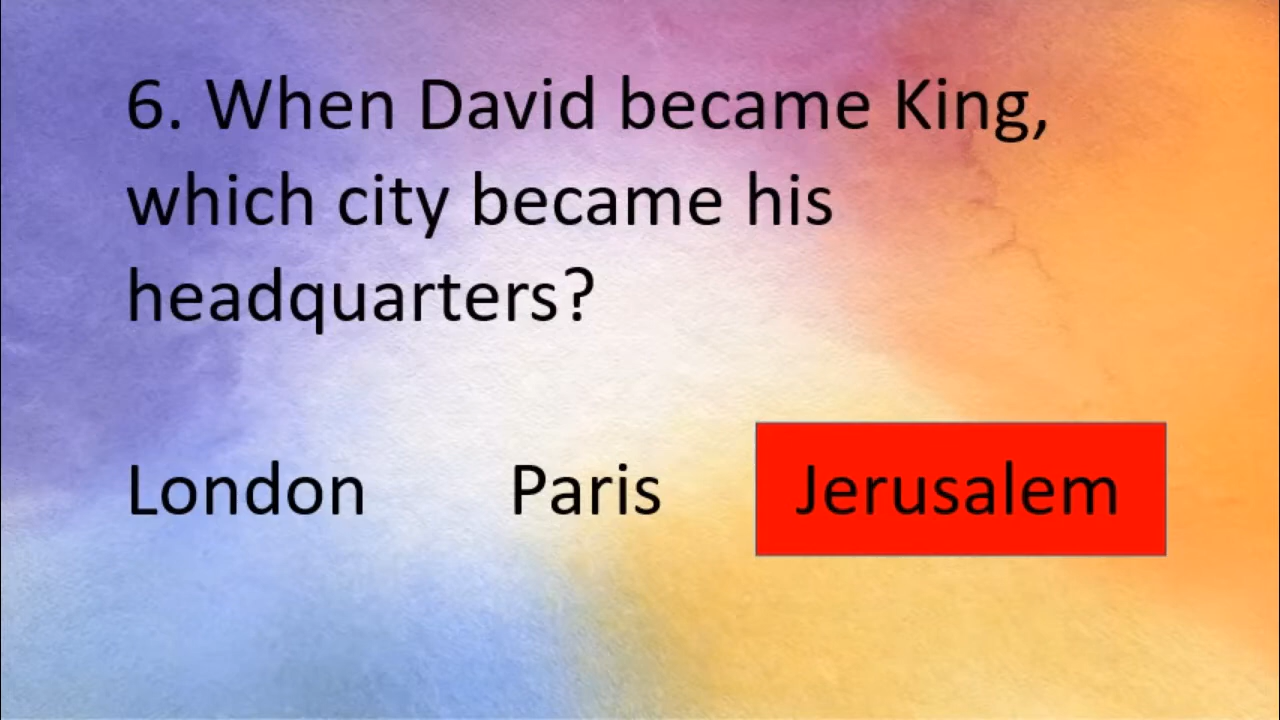 6. When David became King,
which city became his
headquarters?
London Paris Jerusalem